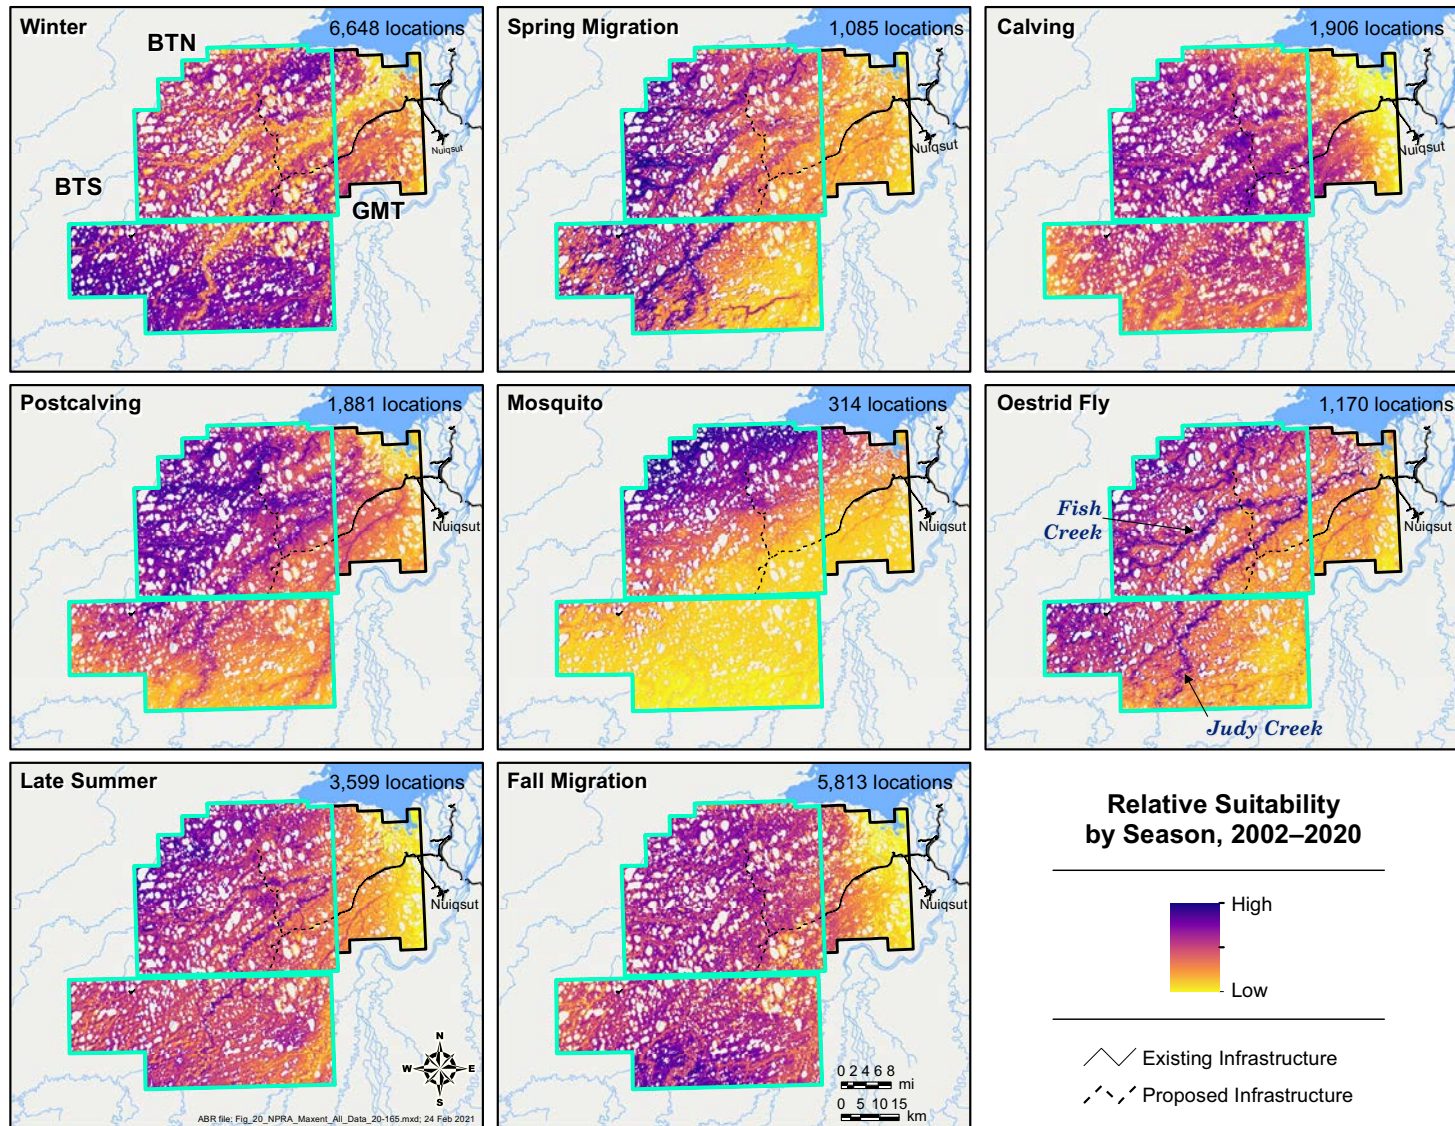 Winter
6,648 locations
BTN
BTS
GMT
Nuiqsut
Spring Migration
1,085 locations
Nuiqsut
Calving
1,906 locations
Nuiqsut
Postcalving
1,881 locations
Nuiqsut
Mosquito
314 locations
Nuiqsut
Oestrid Fly
1,170 locations
Fish
Creek
Nuiqsut
Judy Creek
Late Summer
3,599 locations
Nuiqsut
N
W E
S
ABR file: Fig_20_NPRA_Maxent_All_Data_20-165.mxd; 24 Feb 2021
Fall Migration
5,813 locations
Nuiqsut
0 2 4 6 8
mi
0 5 10 15
km
Relative Suitability
by Season, 2002–2020
High
Low
Existing Infrastructure
Proposed Infrastructure